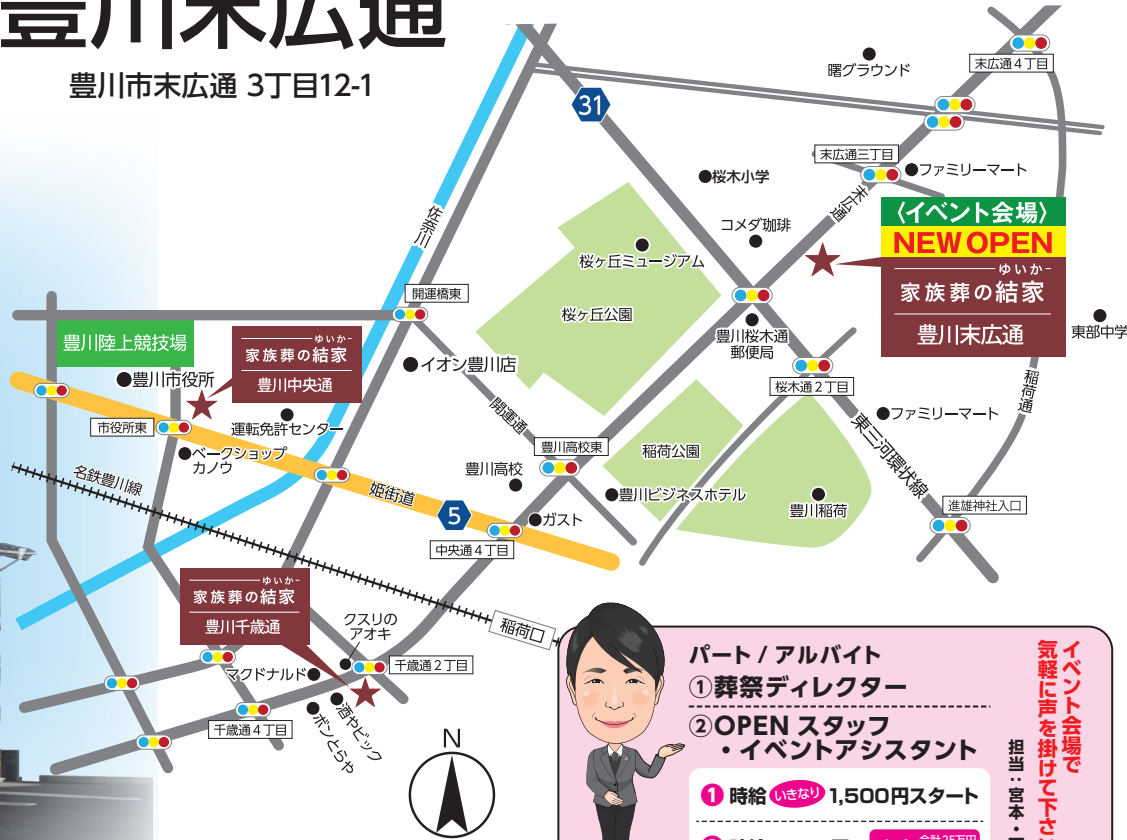 豊川末広通
豊川市末広通 3丁目12-1
曙グラウンド
末広通4丁目
31
末広通三丁目
ファミリーマート
桜木小学
末広通
コメダ珈琲
佐奈川
〈イベント会場〉
NEW OPEN
ゆいか
家族葬の結家
豊川末広通
桜ヶ丘ミュージアム
桜ヶ丘公園
開運橋東
豊川桜木通
郵便局
東部中学
豊川陸上競技場
ゆいか
家族葬の結家
豊川中央通
豊川市役所
イオン豊川店
桜木通2丁目
稲荷通
開運通
市役所東
運転免許センター
ファミリーマート
東三河環状線
ベークショップ
カノウ
豊川高校東
稲荷公園
豊川高校
名鉄豊川線
姫街道
5
豊川ビジネスホテル
豊川稲荷
進雄神社入口
ガスト
中央通4丁目
ゆいか
家族葬の結家
豊川千歳通
クスリの
アオキ
稲荷口
千歳通2丁目
マクドナルド
千歳通4丁目
酒やビック
ボンとらや
N
パート / アルバイト
①葬祭ディレクター
②OPEN スタッフ
・イベントアシスタント
1 時給 いきなり 1,500円スタート
イベント会場で
気軽に声を掛けて下さ
担当：宮本・